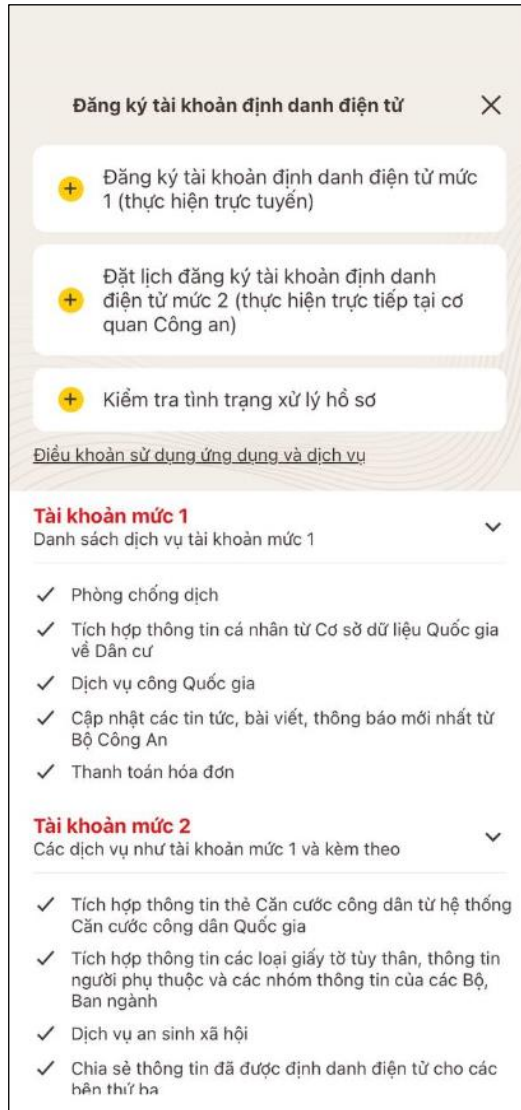 Đăng ký tài khoản định danh điện tử
Đăng ký tài khoản định danh điện tử mức
1 (thực hiện trực tuyến)
Đặt lịch đăng ký tài khoản định danh
điện tử mức 2 (thực hiện trực tiếp tại cơ
quan Công an)
Kiểm tra tình trạng xử lý hồ sơ
Điều khoản sử dụng ứng dụng và dịch vụ
Tài khoản mức 1
Danh sách dịch vụ tài khoản mức 1
Phòng chống dịch
Tích hợp thông tin cá nhân từ Cơ sở dữ liệu Quốc gia
về Dân cư
Dịch vụ công Quốc gia
Cập nhật các tin tức, bài viết, thông báo mới nhất từ
Bộ Công An
Thanh toán hóa đơn
Tài khoản mức 2
Các dịch vụ như tài khoản mức 1 và kèm theo
Tích hợp thông tin thẻ Căn cước công dân từ hệ thống
Căn cước công dân Quốc gia
Tích hợp thông tin các loại giấy tờ tùy thân, thông tin
người phụ thuộc và các nhóm thông tin của các Bộ,
Ban ngành
Dịch vụ an sinh xã hội
Chia sẻ thông tin đã được định danh điện tử cho các
bên thứ ba